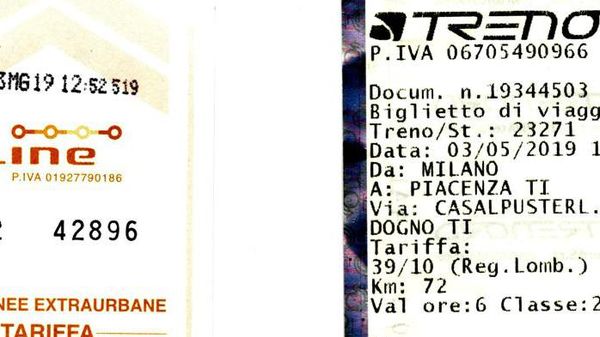 3MG19 12:52 519
Line
P.IVA 01927790186
2 42896
NEE EXTRAURBANE
TARIFFA
TRENO
P.IVA 06705490966
Docum. n.19344503
Biglietto di viagg
Treno/St.: 23271
Data: 03/05/2019 1
Da: MILANO
A: PIACENZA TI
Via: CASALPUSTERL.
DOGNO TI
Tariffa:
39/10 (Reg.Lomb.)
Km: 72
Val ore:6 Classe:2